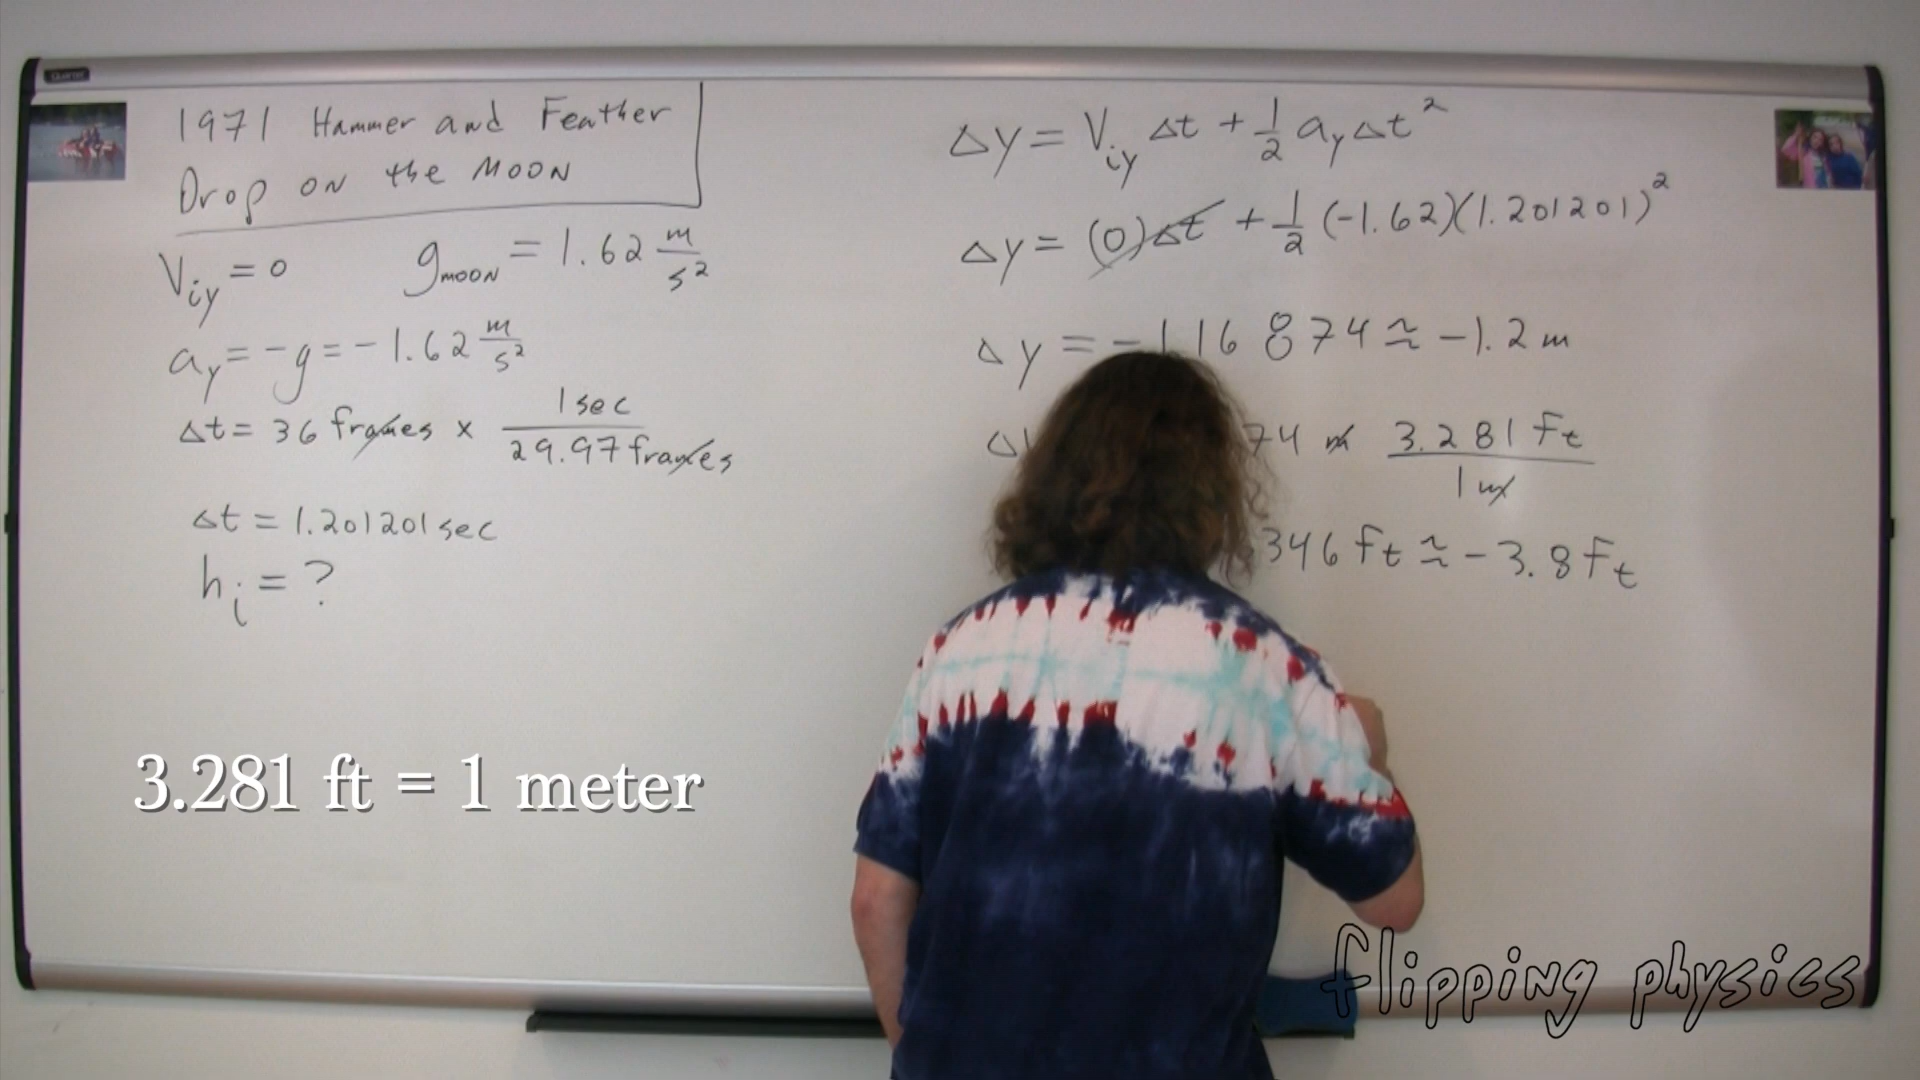 1971 Hammer and Feather
Drop on the Moon
Viy = 0 gmoon = 1.62 m/s²
ay = -g = -1.62 m/s²
Δt = 36 frames x 1 sec / 29.97 frames
Δt = 1.201201 sec
hi = ?
3.281 ft = 1 meter
Δy = Viy Δt + 1/2 ay Δt²
Δy = (0)Δt + 1/2 (-1.62)(1.201201)²
Δy = -1.16874 ≃ -1.2 m
74 m 3.281 ft / 1 m
346 ft ≃ -3.8 ft
flipping physics